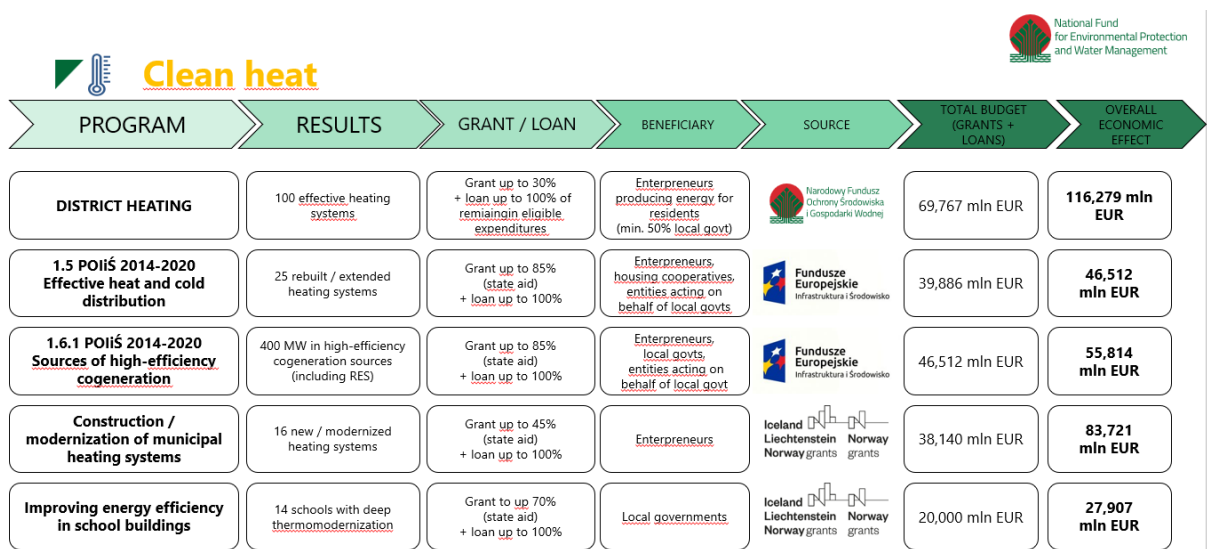 National Fund
for Environmental Protection
and Water Management
Clean heat
PROGRAM
RESULTS
GRANT / LOAN
BENEFICIARY
SOURCE
TOTAL BUDGET
(GRANTS +
LOANS)
OVERALL
ECONOMIC
EFFECT
DISTRICT HEATING
100 effective heating
systems
Grant up to 30%
+ loan up to 100% of
remiaingin eligible
expenditures
Enterpreneurs
producing energy for
residents
(min. 50% local govt)
Narodowy Fundusz
Ochrony Środowiska
i Gospodarki Wodnej
69,767 mln EUR
116,279 mln
EUR
1.5 POIiŚ 2014-2020
Effective heat and cold
distribution
25 rebuilt / extended
heating systems
Grant up to 85%
(state aid)
+ loan up to 100%
Enterpreneurs,
housing cooperatives,
entities acting on
behalf of local govts
Fundusze
Europejskie
Infrastruktura i Środowisko
39,886 mln EUR
46,512
mln EUR
1.6.1 POIiŚ 2014-2020
Sources of high-efficiency
cogeneration
400 MW in high-efficiency
cogeneration sources
(including RES)
Grant up to 85%
(state aid)
+ loan up to 100%
Enterpreneurs,
local govts,
entities acting on
behalf of local govt
Fundusze
Europejskie
Infrastruktura i Środowisko
46,512 mln EUR
55,814
mln EUR
Construction /
modernization of municipal
heating systems
16 new / modernized
heating systems
Grant up to 45%
(state aid)
+ loan up to 100%
Enterpreneurs
Iceland
Liechtenstein Norway
Norway grants grants
38,140 mln EUR
83,721
mln EUR
Improving energy efficiency
in school buildings
14 schools with deep
thermomodernization
Grant to up 70%
(state aid)
+ loan up to 100%
Local governments
Iceland
Liechtenstein Norway
Norway grants grants
20,000 mln EUR
27,907
mln EUR